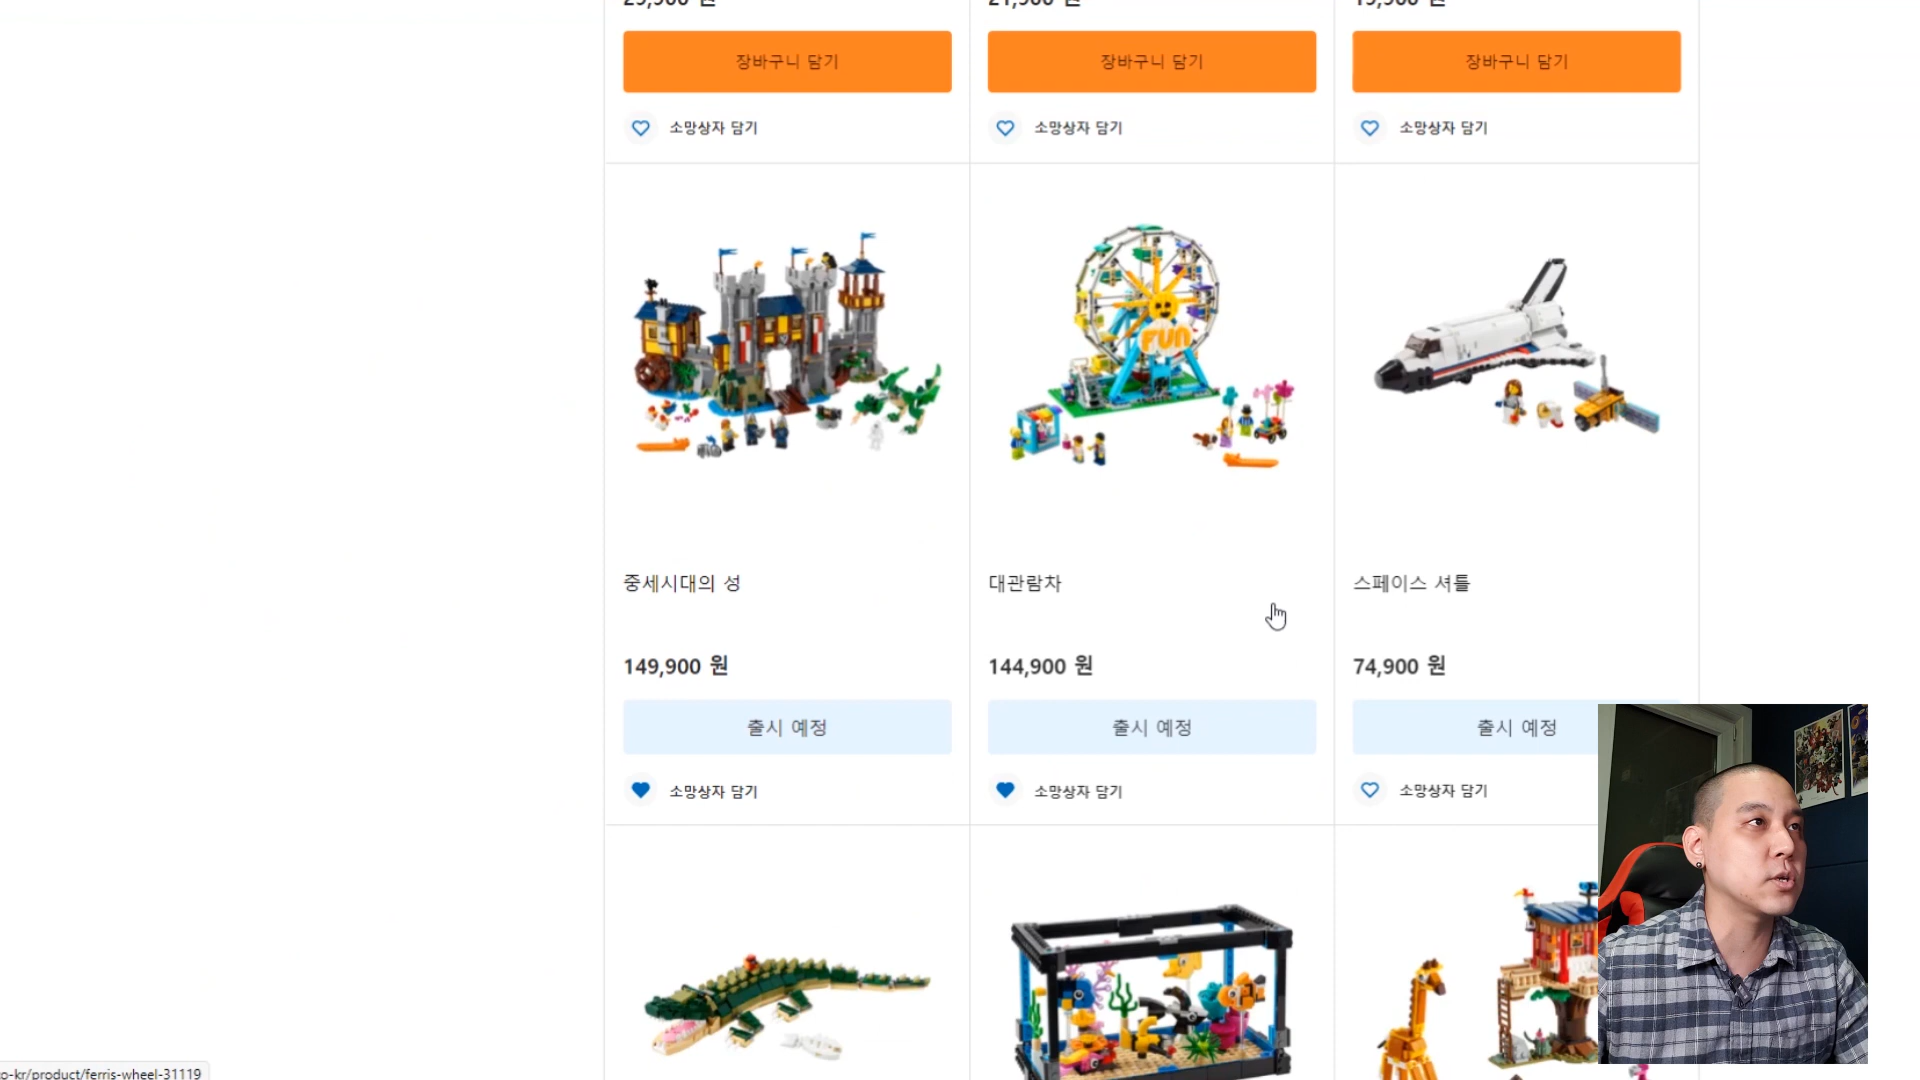 장바구니 담기
장바구니 담기
장바구니 담기
소망상자 담기
소망상자 담기
소망상자 담기
FUN
중세시대의 성
대관람차
스페이스 셔틀
149,900 원
144,900 원
74,900 원
출시 예정
출시 예정
출시 예정
소망상자 담기
소망상자 담기
소망상자 담기
o-kr/product/ferris-wheel-31119